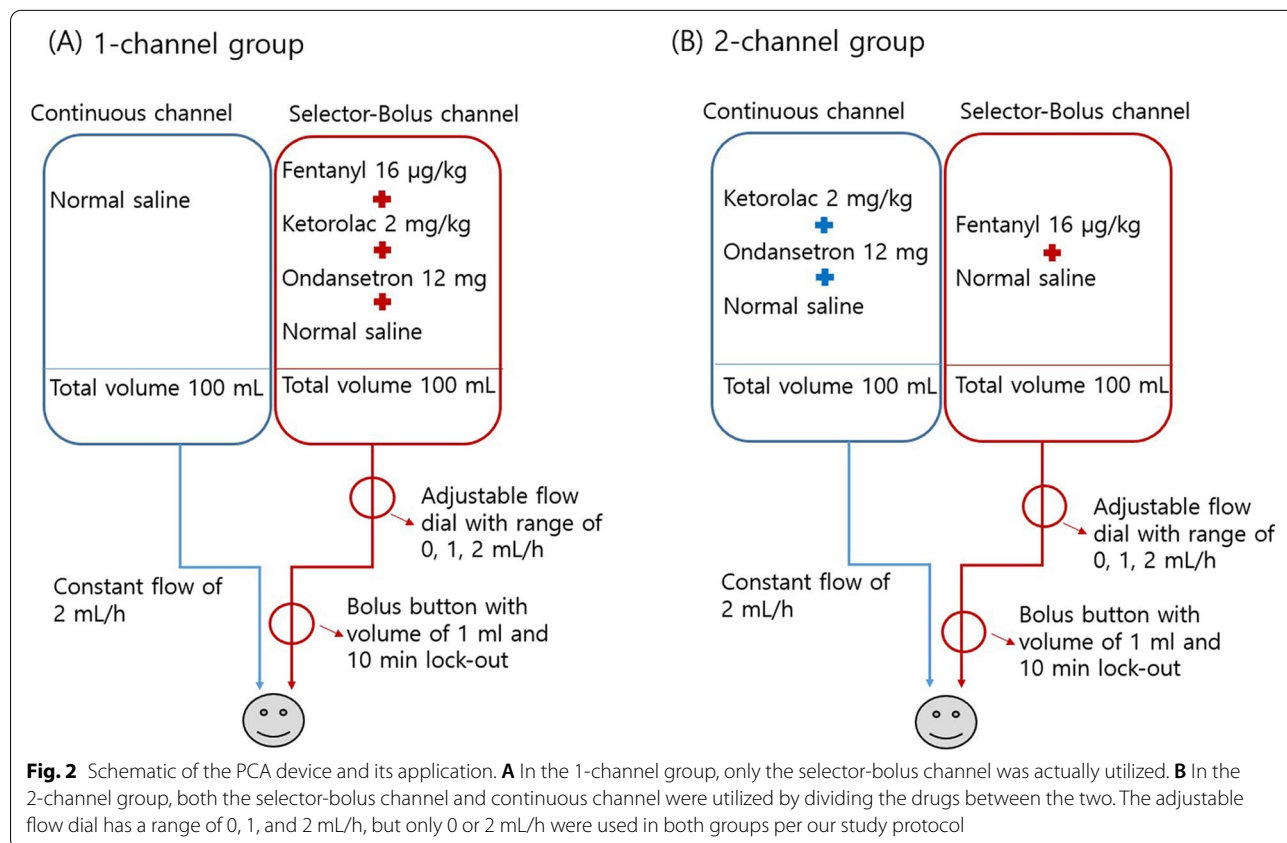 (A) 1-channel group
Continuous channel
Normal saline
Total volume 100 mL
Selector-Bolus channel
Fentanyl 16 µg/kg
Ketorolac 2 mg/kg
Ondansetron 12 mg
Normal saline
Total volume 100 mL
Adjustable flow
dial with range of
0, 1, 2 mL/h
Constant flow of
2 mL/h
Bolus button with
volume of 1 ml and
10 min lock-out
(B) 2-channel group
Continuous channel
Ketorolac 2 mg/kg
Ondansetron 12 mg
Normal saline
Total volume 100 mL
Selector-Bolus channel
Fentanyl 16 µg/kg
Normal saline
Total volume 100 mL
Adjustable flow
dial with range of
0, 1, 2 mL/h
Constant flow of
2 mL/h
Bolus button with
volume of 1 ml and
10 min lock-out
Fig. 2 Schematic of the PCA device and its application. A In the 1-channel group, only the selector-bolus channel was actually utilized. B In the
2-channel group, both the selector-bolus channel and continuous channel were utilized by dividing the drugs between the two. The adjustable
flow dial has a range of 0, 1, and 2 mL/h, but only 0 or 2 mL/h were used in both groups per our study protocol